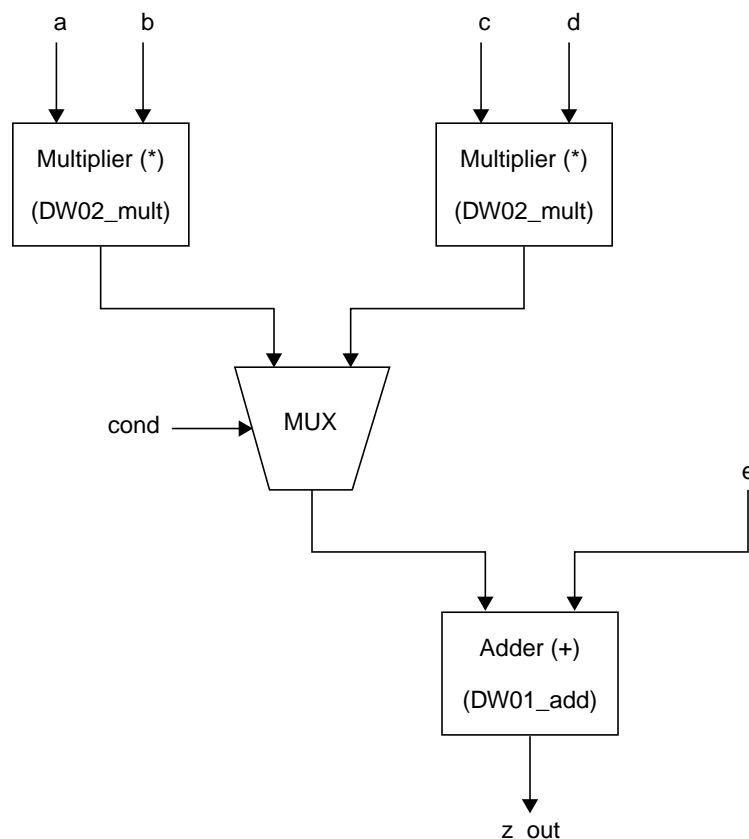 a b c d
Multiplier (*) Multiplier (*)
(DW02_mult) (DW02_mult)
MUX
cond
e
Adder (+)
(DW01_add)
z_out